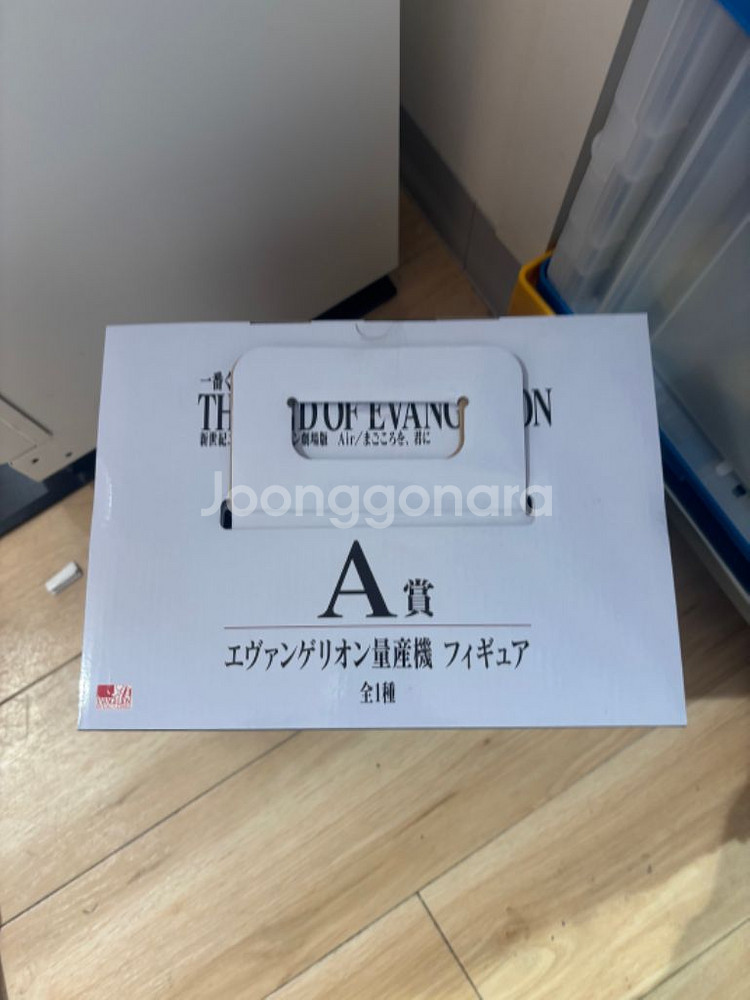 一番く
TH D OF EVANG ON
新世紀 ン劇場版 Air/まごころを、君に
Joonggonara
A賞
エヴァンゲリオン量産機 フィギュア
全1種